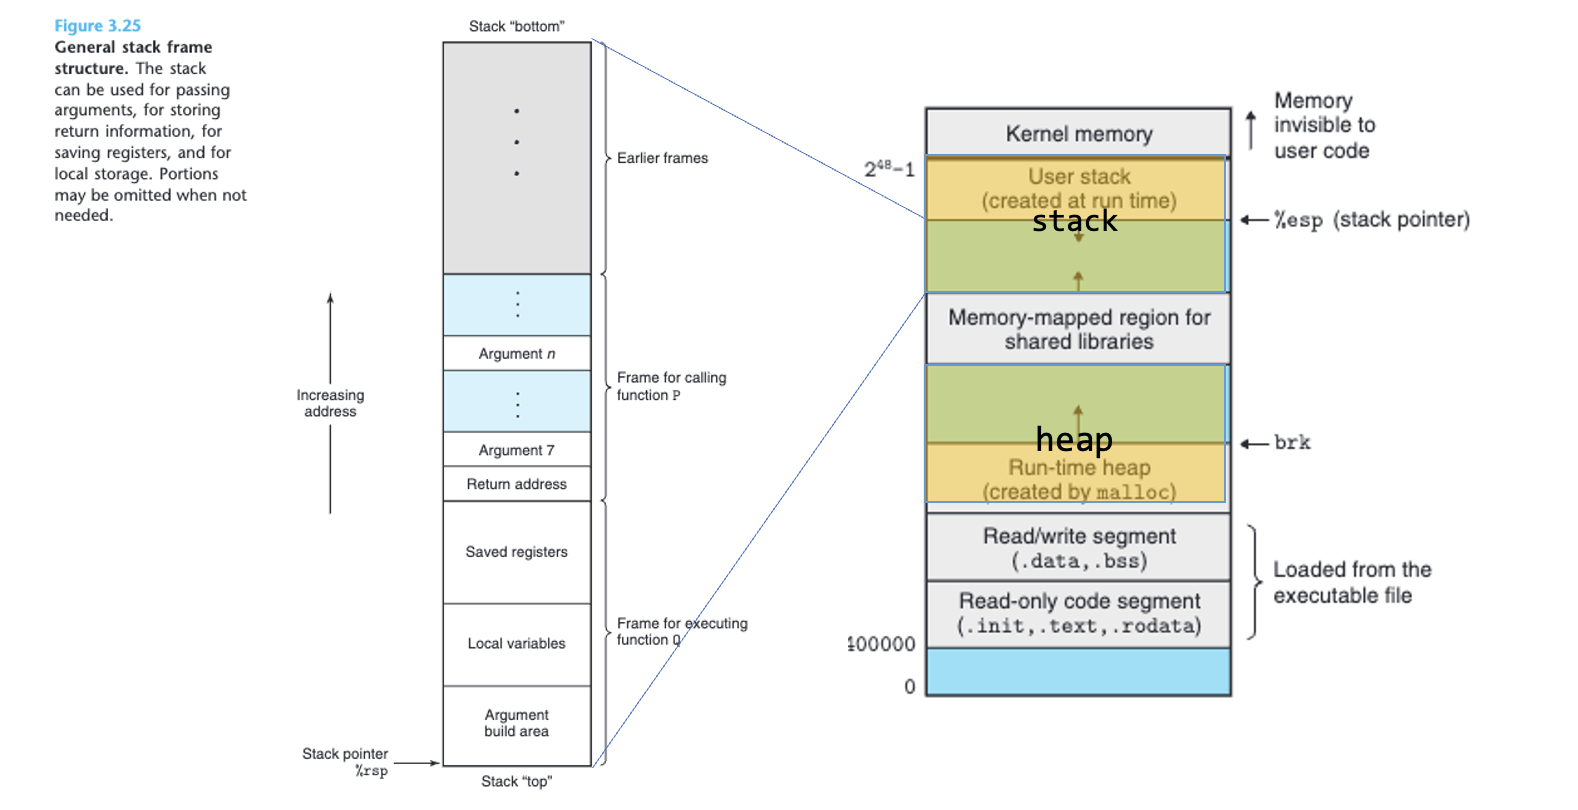 Figure 3.25
General stack frame
structure. The stack
can be used for passing
arguments, for storing
return information, for
saving registers, and for
local storage. Portions
may be omitted when not
needed.
Stack “bottom”
Earlier frames
Argument n
Frame for calling
function P
Increasing
address
Argument 7
Return address
Saved registers
Frame for executing
function Q
Local variables
Argument
build area
Stack pointer
%rsp
Stack “top”
Kernel memory
Memory
invisible to
user code
2⁴⁸−1
User stack
(created at run time)
stack
%esp (stack pointer)
Memory-mapped region for
shared libraries
heap
brk
Run-time heap
(created by malloc)
Read/write segment
(.data,.bss)
Loaded from the
executable file
Read-only code segment
(.init,.text,.rodata)
400000
0